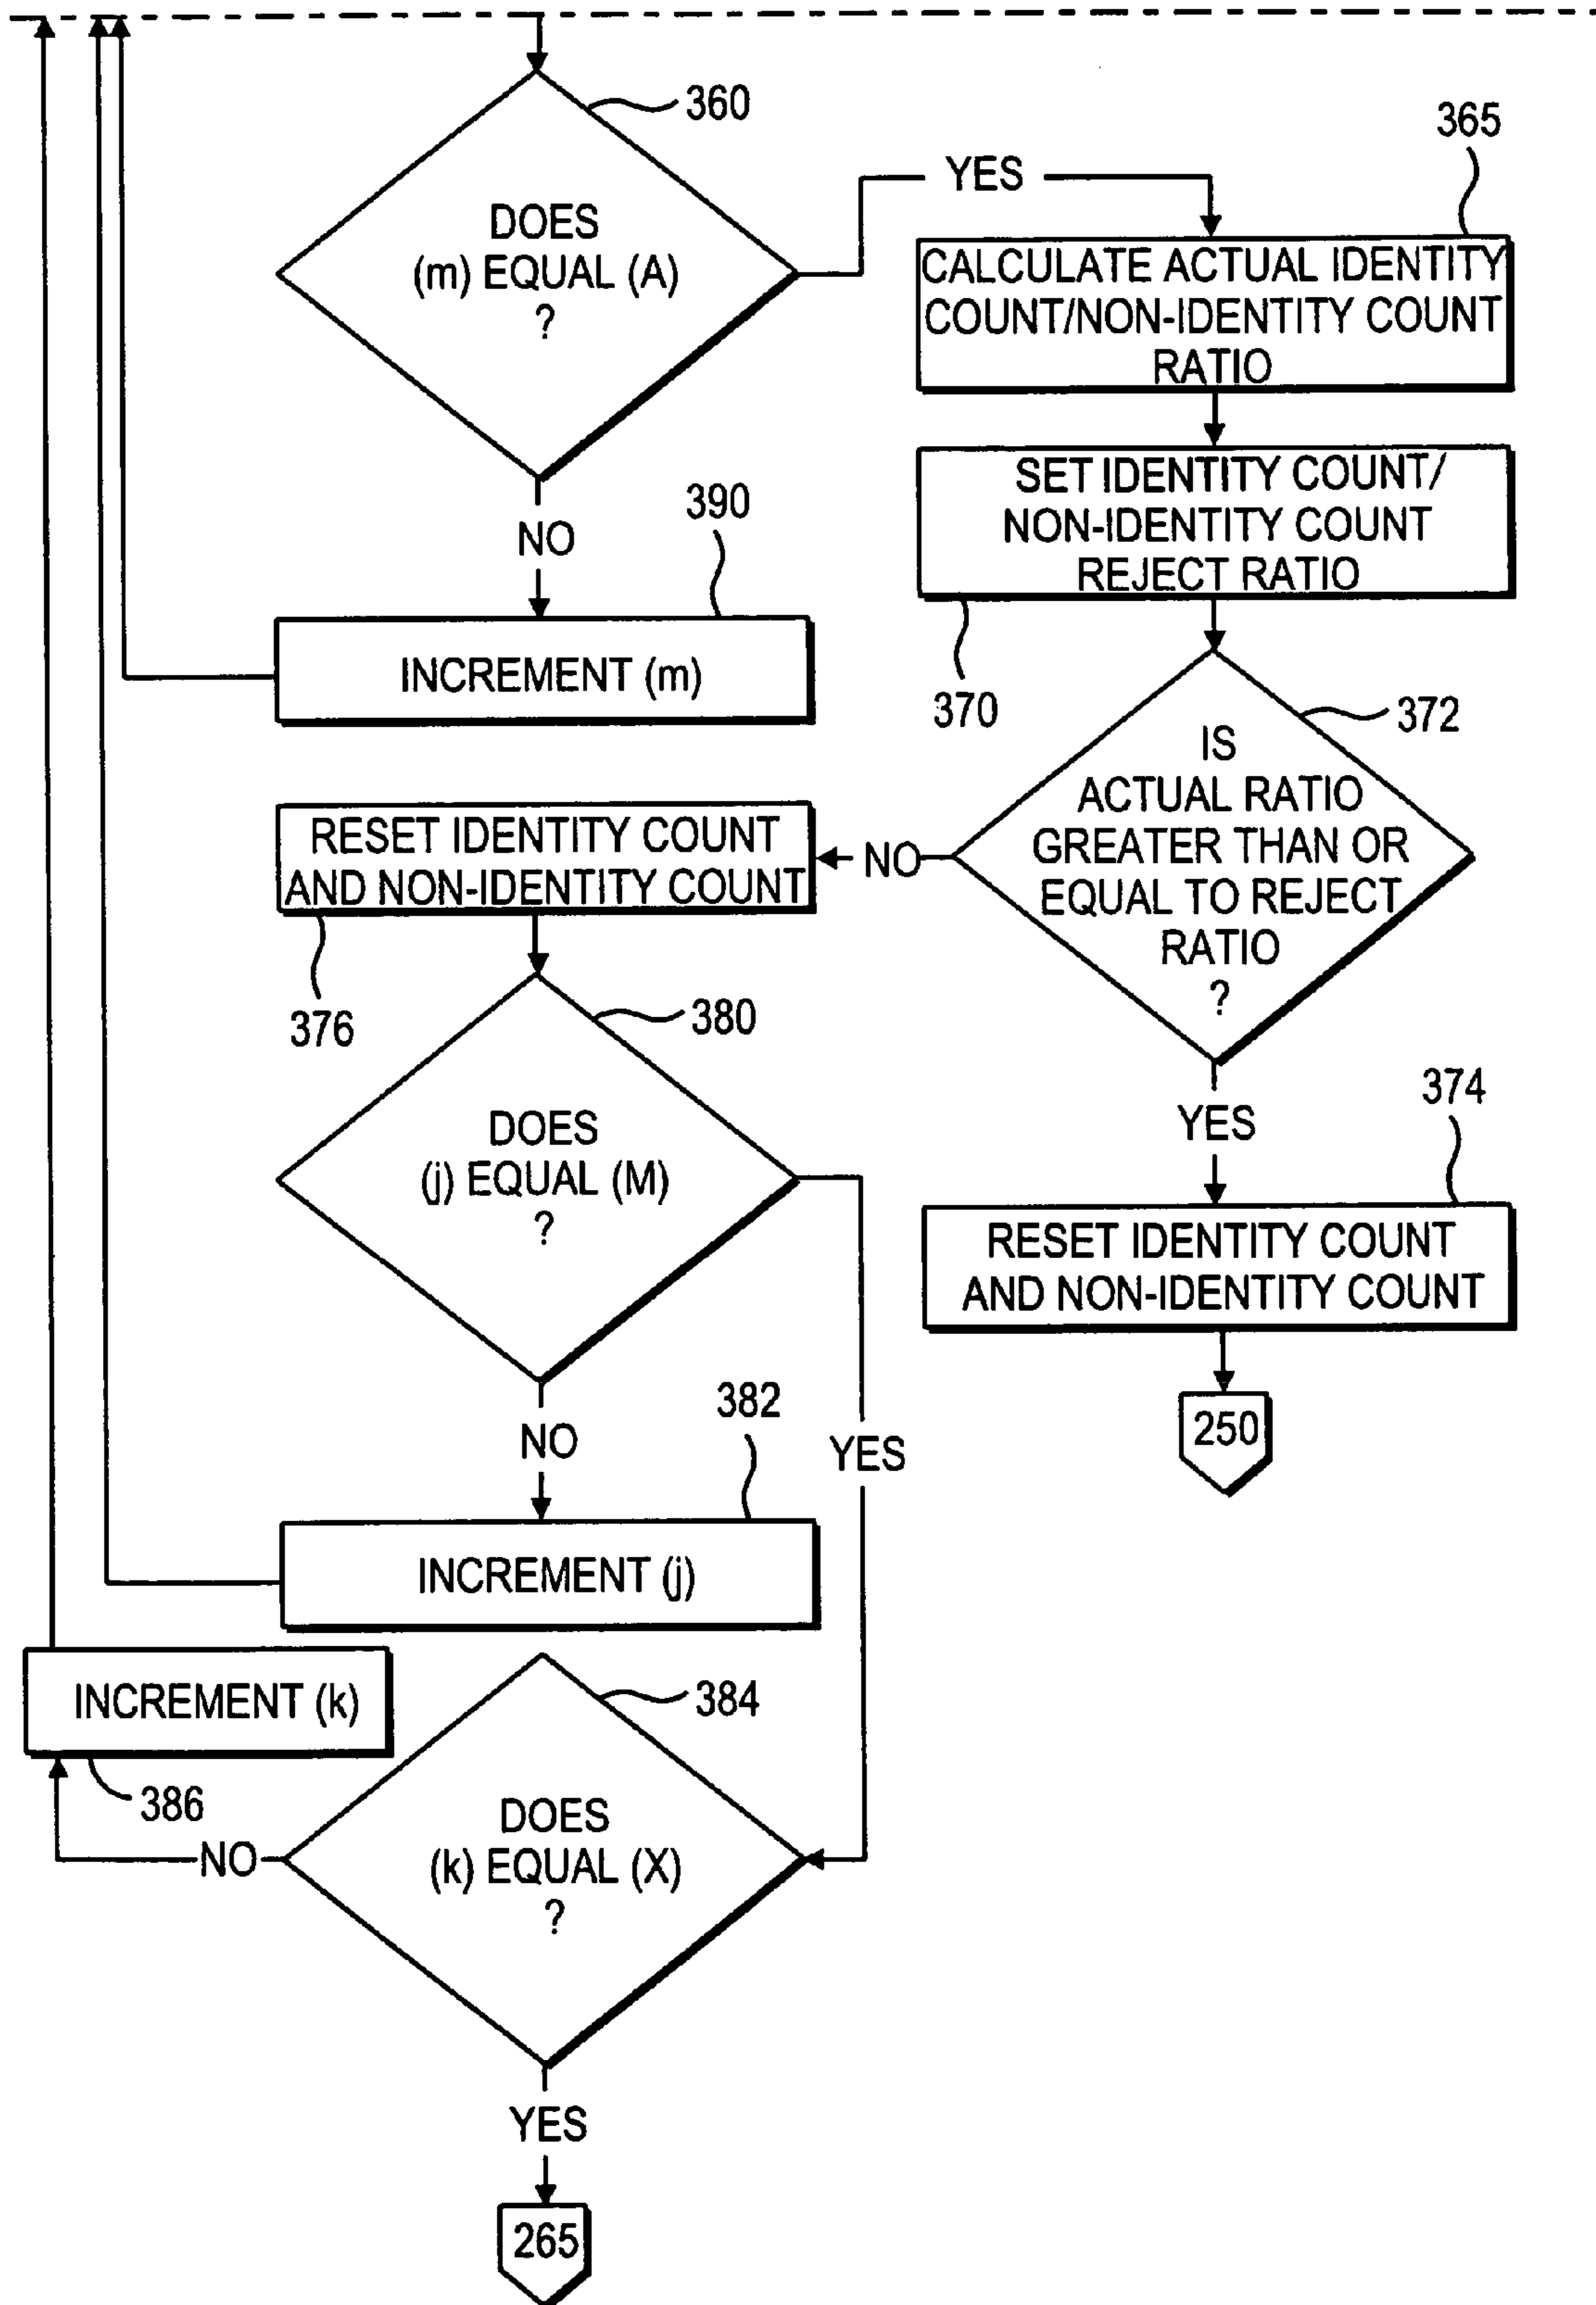 360
DOES
(m) EQUAL (A)
?
YES
365
CALCULATE ACTUAL IDENTITY
COUNT/NON-IDENTITY COUNT
RATIO
SET IDENTITY COUNT/
NON-IDENTITY COUNT
REJECT RATIO
370
NO
390
INCREMENT (m)
372
IS
ACTUAL RATIO
GREATER THAN OR
EQUAL TO REJECT
RATIO
?
NO
RESET IDENTITY COUNT
AND NON-IDENTITY COUNT
376
YES
374
RESET IDENTITY COUNT
AND NON-IDENTITY COUNT
250
380
DOES
(j) EQUAL (M)
?
NO
YES
382
INCREMENT (j)
INCREMENT (k)
386
384
DOES
(k) EQUAL (X)
?
NO
YES
265